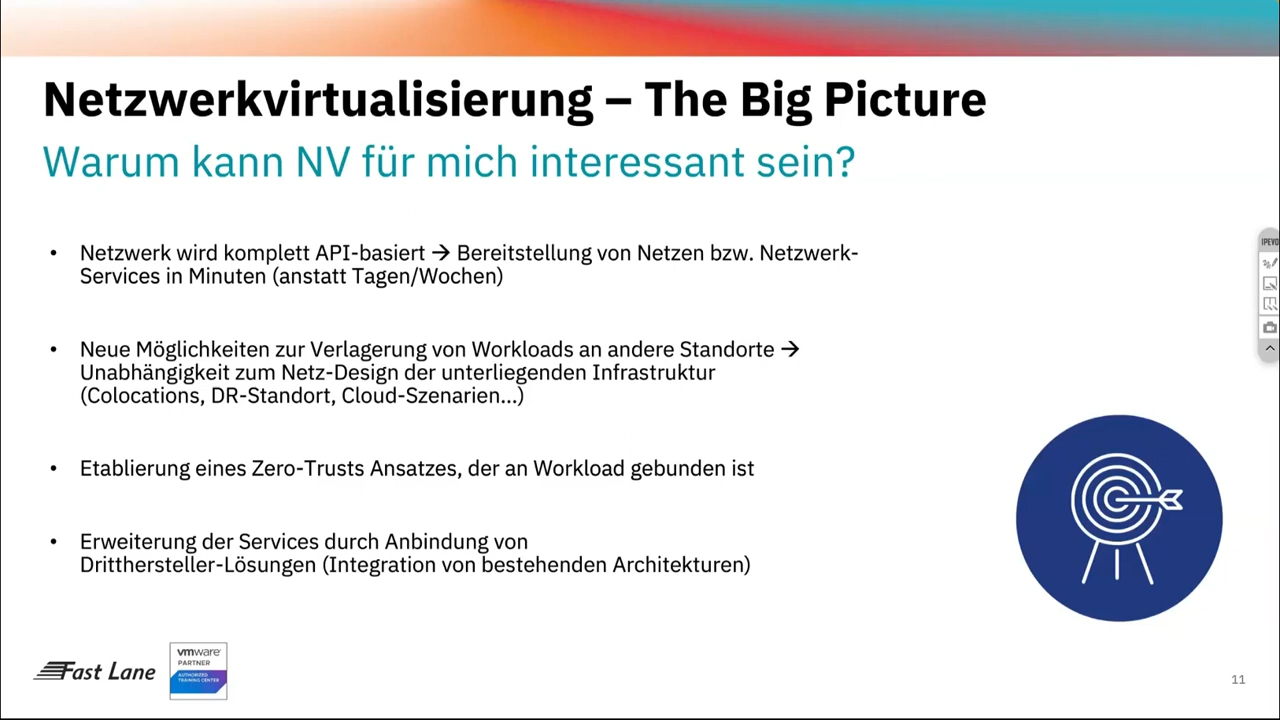 Netzwerkvirtualisierung – The Big Picture
Warum kann NV für mich interessant sein?
• Netzwerk wird komplett API-basiert → Bereitstellung von Netzen bzw. Netzwerk-
Services in Minuten (anstatt Tagen/Wochen)
• Neue Möglichkeiten zur Verlagerung von Workloads an andere Standorte →
Unabhängigkeit zum Netz-Design der unterliegenden Infrastruktur
(Colocations, DR-Standort, Cloud-Szenarien...)
• Etablierung eines Zero-Trusts Ansatzes, der an Workload gebunden ist
• Erweiterung der Services durch Anbindung von
Dritthersteller-Lösungen (Integration von bestehenden Architekturen)
Fast Lane
vmware
PARTNER
AUTHORIZED
TRAINING CENTER
11
IPEVO